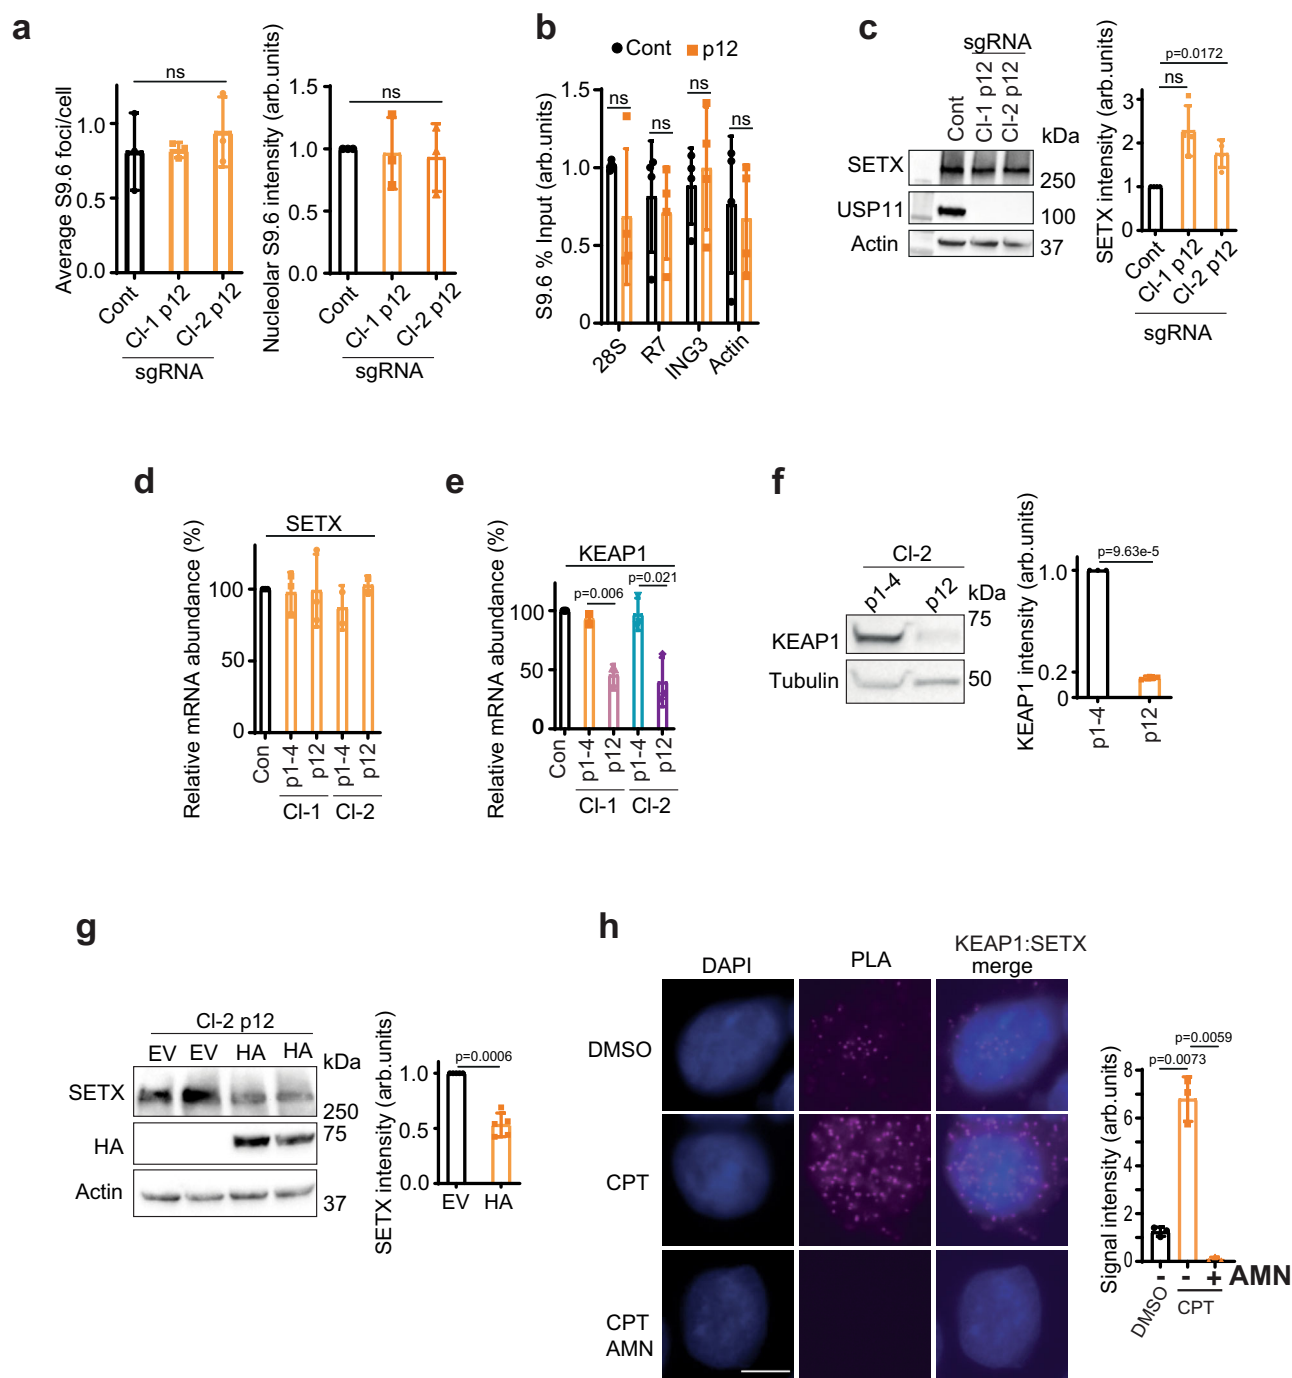 a
ns
Average S9.6 foci/cell
1.0
0.5
0.0
Cont
Cl-1 p12
Cl-2 p12
sgRNA
ns
Nucleolar S9.6 intensity (arb.units)
1.5
1.0
0.5
0.0
Cont
Cl-1 p12
Cl-2 p12
sgRNA
b
Cont p12
S9.6 % Input (arb.units)
1.5
1.0
0.5
0
ns
ns
ns
ns
28S
R7
ING3
Actin
c
sgRNA
Cont
Cl-1 p12
Cl-2 p12
kDa
SETX
250
USP11
100
Actin
37
SETX intensity (arb.units)
p=0.0172
ns
3
2
1
0
Cont
Cl-1 p12
Cl-2 p12
sgRNA
d
Relative mRNA abundance (%)
SETX
100
50
0
Con
p1-4
p12
p1-4
p12
Cl-1
Cl-2
e
Relative mRNA abundance (%)
KEAP1
p=0.021
p=0.006
100
50
0
Con
p1-4
p12
p1-4
p12
Cl-1
Cl-2
f
Cl-2
p1-4
p12
kDa
75
KEAP1
Tubulin
50
KEAP1 intensity (arb.units)
p=9.63e-5
1.0
0.2
0
p1-4
p12
g
Cl-2 p12
EV EV HA HA
kDa
SETX
250
75
HA
Actin
37
SETX intensity (arb.units)
p=0.0006
1.0
0.5
0
EV HA
h
DAPI
PLA
KEAP1:SETX
merge
DMSO
CPT
CPT
AMN
Signal intensity (arb.units)
p=0.0059
p=0.0073
8
6
4
2
0
- - + AMN
DMSO
CPT